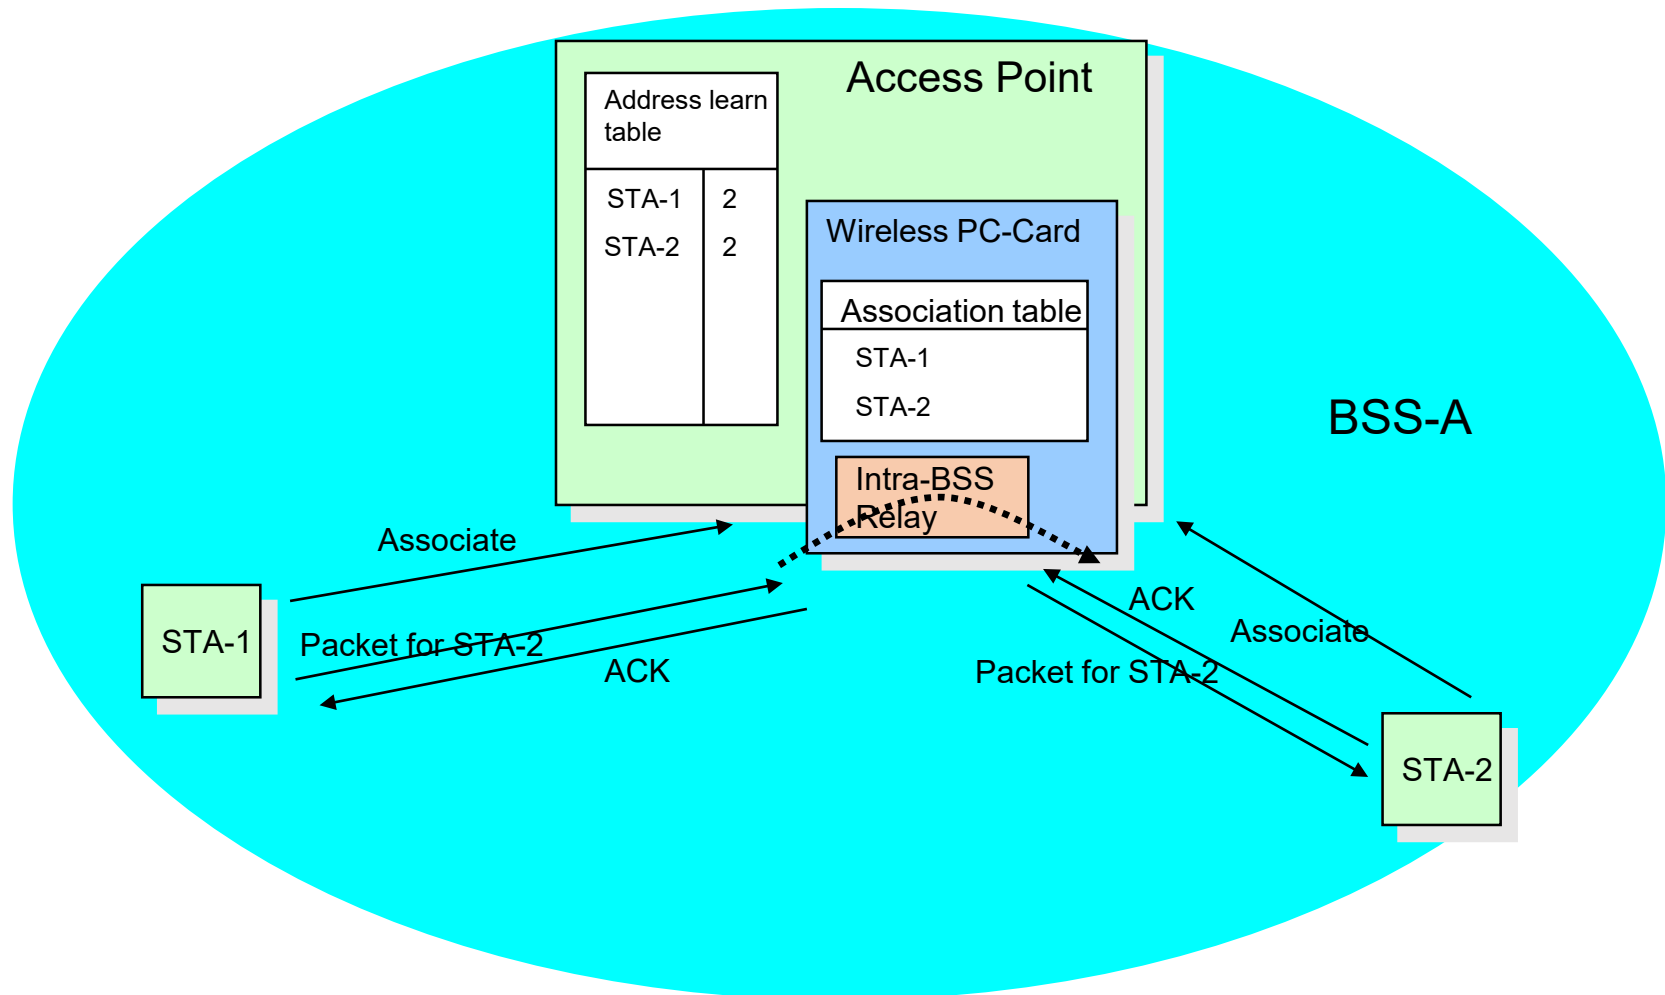 Access Point
Address learn
table
STA-1 2
STA-2 2
Wireless PC-Card
Association table
STA-1
STA-2
BSS-A
Intra-BSS
Relay
Associate
ACK
Associate
STA-1
Packet for STA-2
ACK
Packet for STA-2
STA-2